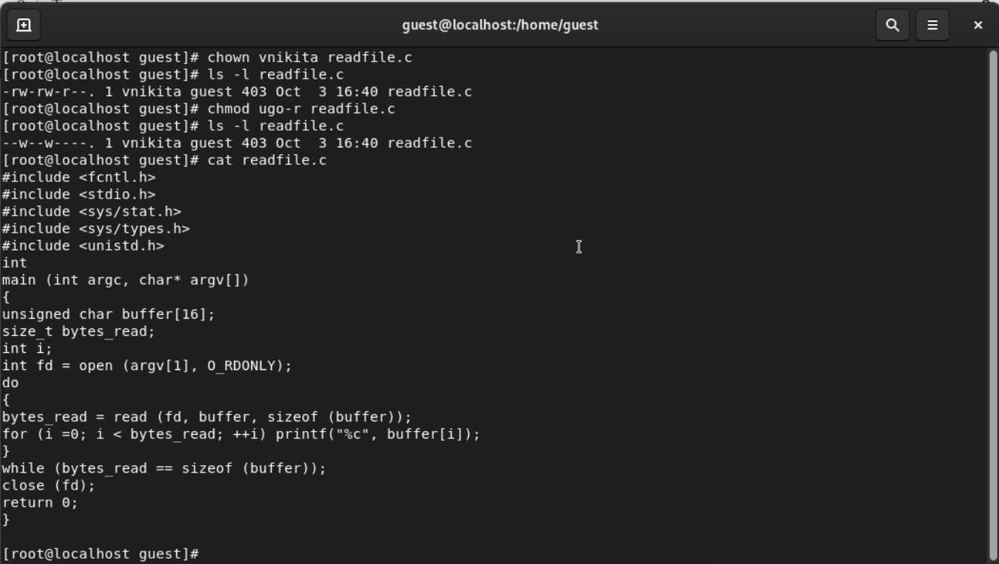 guest@localhost:/home/guest
[root@localhost guest]# chown vnikita readfile.c
[root@localhost guest]# ls -l readfile.c
-rw-rw-r--. 1 vnikita guest 403 Oct  3 16:40 readfile.c
[root@localhost guest]# chmod ugo-r readfile.c
[root@localhost guest]# ls -l readfile.c
--w--w----. 1 vnikita guest 403 Oct  3 16:40 readfile.c
[root@localhost guest]# cat readfile.c
#include <fcntl.h>
#include <stdio.h>
#include <sys/stat.h>
#include <sys/types.h>
#include <unistd.h>
int
main (int argc, char* argv[])
{
unsigned char buffer[16];
size_t bytes_read;
int i;
int fd = open (argv[1], O_RDONLY);
do
{
bytes_read = read (fd, buffer, sizeof (buffer));
for (i =0; i < bytes_read; ++i) printf("%c", buffer[i]);
}
while (bytes_read == sizeof (buffer));
close (fd);
return 0;
}
[root@localhost guest]#